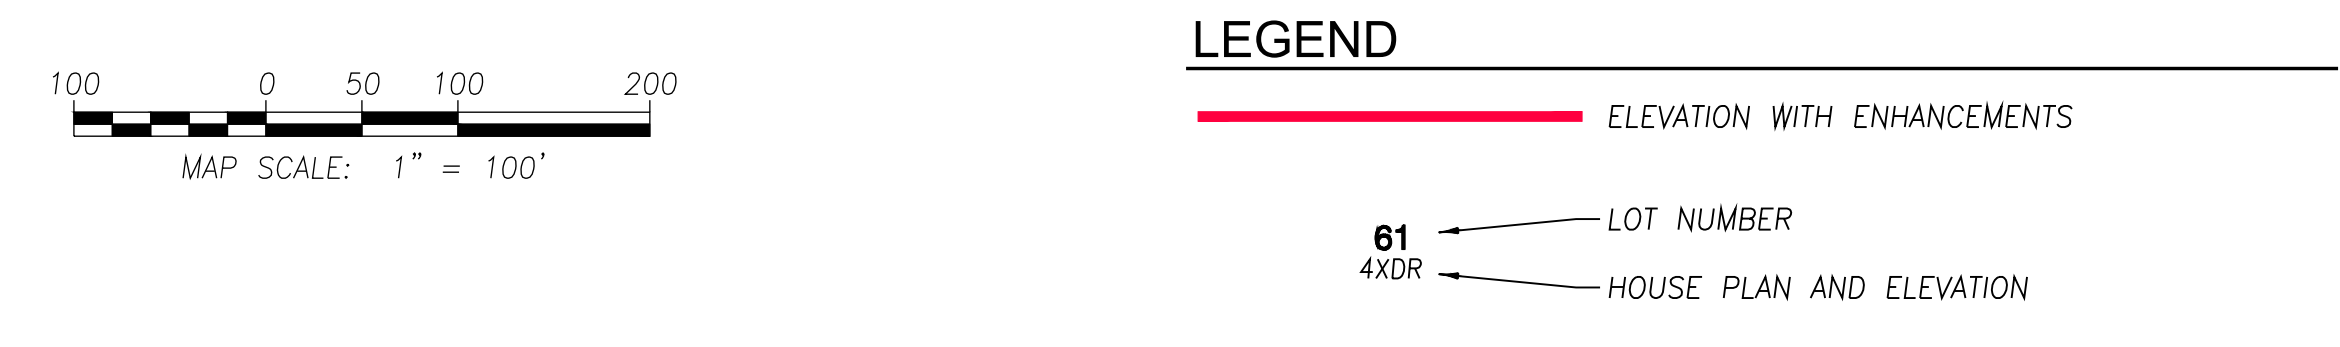 100 0 50 100 200
MAP SCALE: 1" = 100'
LEGEND
ELEVATION WITH ENHANCEMENTS
61
4XDR
LOT NUMBER
HOUSE PLAN AND ELEVATION